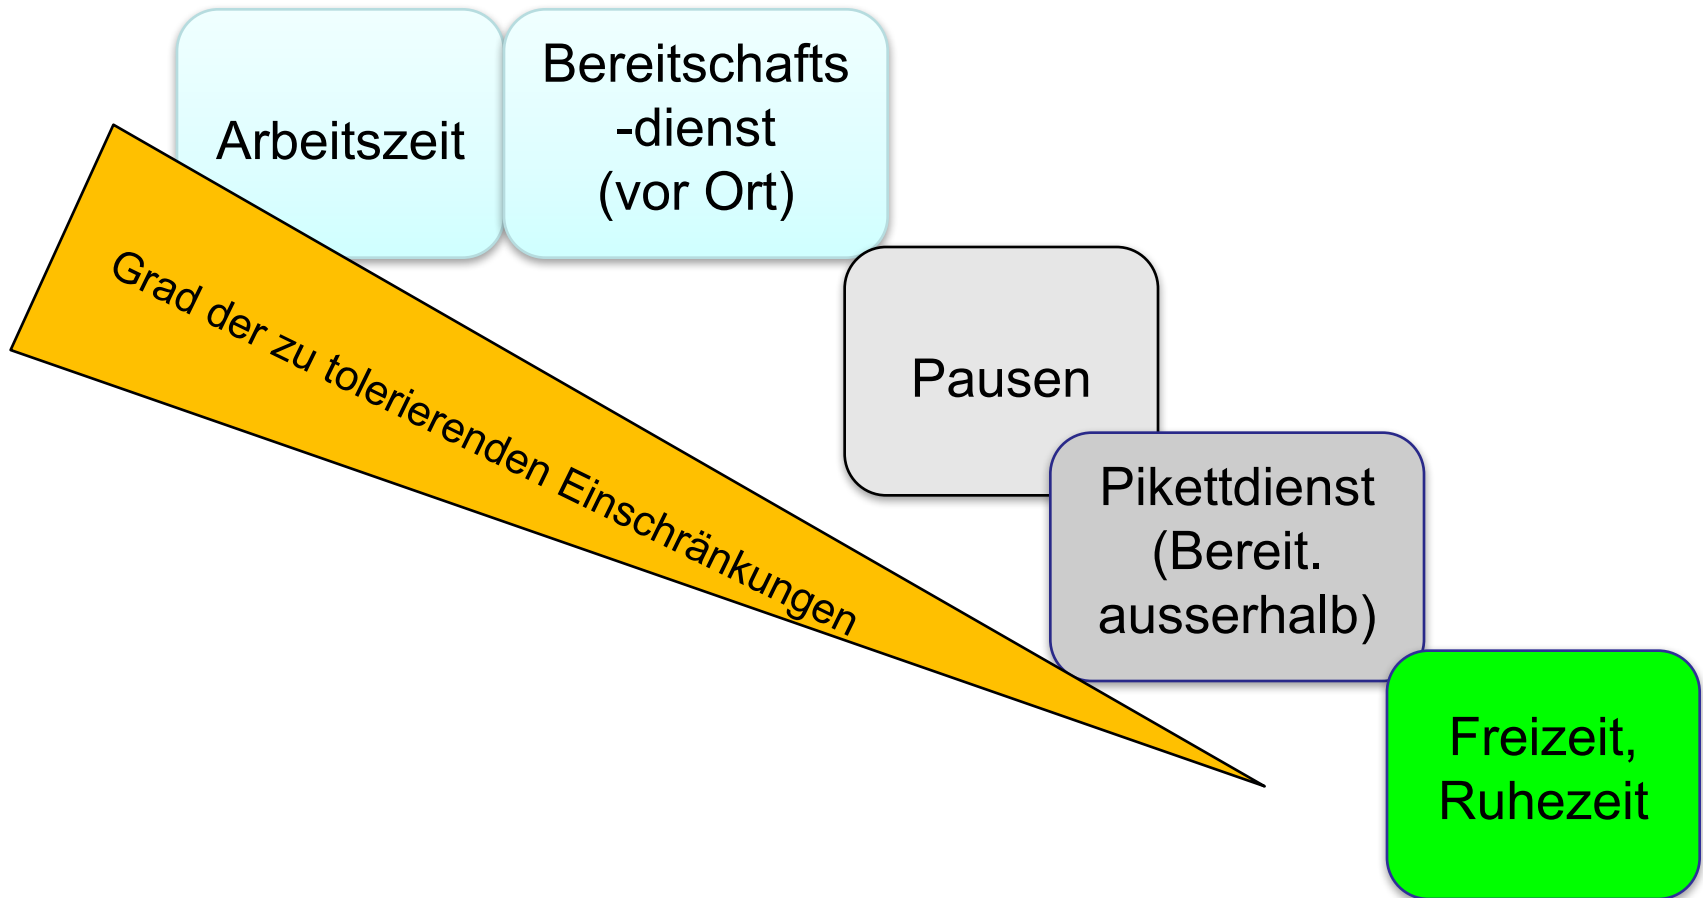 Arbeitszeit
Bereitschafts
-dienst
(vor Ort)
Grad der zu tolerierenden Einschränkungen
Pausen
Pikettdienst
(Bereit.
ausserhalb)
Freizeit,
Ruhezeit